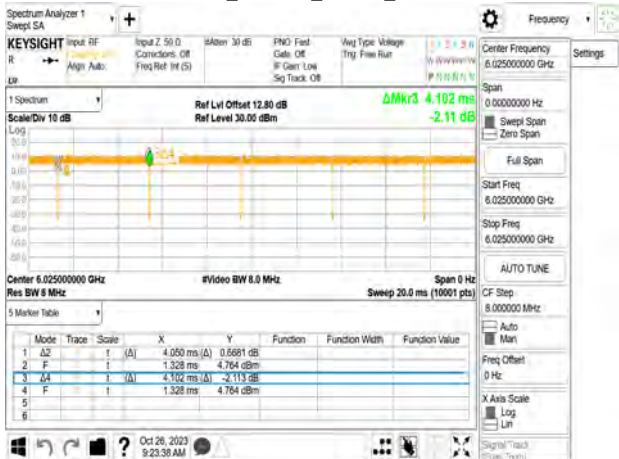 Spectrum Analyzer 1
Swept SA
Frequency
KEYSIGHT Input: RF
Input Z: 50 Ω
#Atten: 30 dB
PNO: Fast
Avg Type: Voltage
R
Corrections: Off
Gate: Off
Trig: Free Run
Align: Auto
Freq Ref: Int (S)
IF Gain: Low
Sig Track: Off
Center Frequency
6.025000000 GHz
Settings
Span
0.00000000 Hz
Swept Span
Zero Span
Full Span
Start Freq
6.025000000 GHz
Stop Freq
6.025000000 GHz
AUTO TUNE
CF Step
8.000000 MHz
Auto
Man
Freq Offset
0 Hz
X Axis Scale
Log
Lin
Signal Track
1 Spectrum
Scale/Div 10 dB
Ref Lvl Offset 12.80 dB
Ref Level 30.00 dBm
ΔMkr3 4.102 ms
-2.11 dB
Log
Center 6.025000000 GHz
#Video BW 8.0 MHz
Span 0 Hz
Res BW 8 MHz
Sweep 20.0 ms (10001 pts)
5 Marker Table
Mode Trace Scale X Y Function Function Width Function Value
1 Δ2 t (Δ) 4.050 ms (Δ) 0.6681 dB
2 F t 1.328 ms 4.764 dBm
3 Δ4 t (Δ) 4.102 ms (Δ) -2.113 dB
4 F t 1.328 ms 4.764 dBm
5
6
? Oct 26, 2023
9:23:38 AM